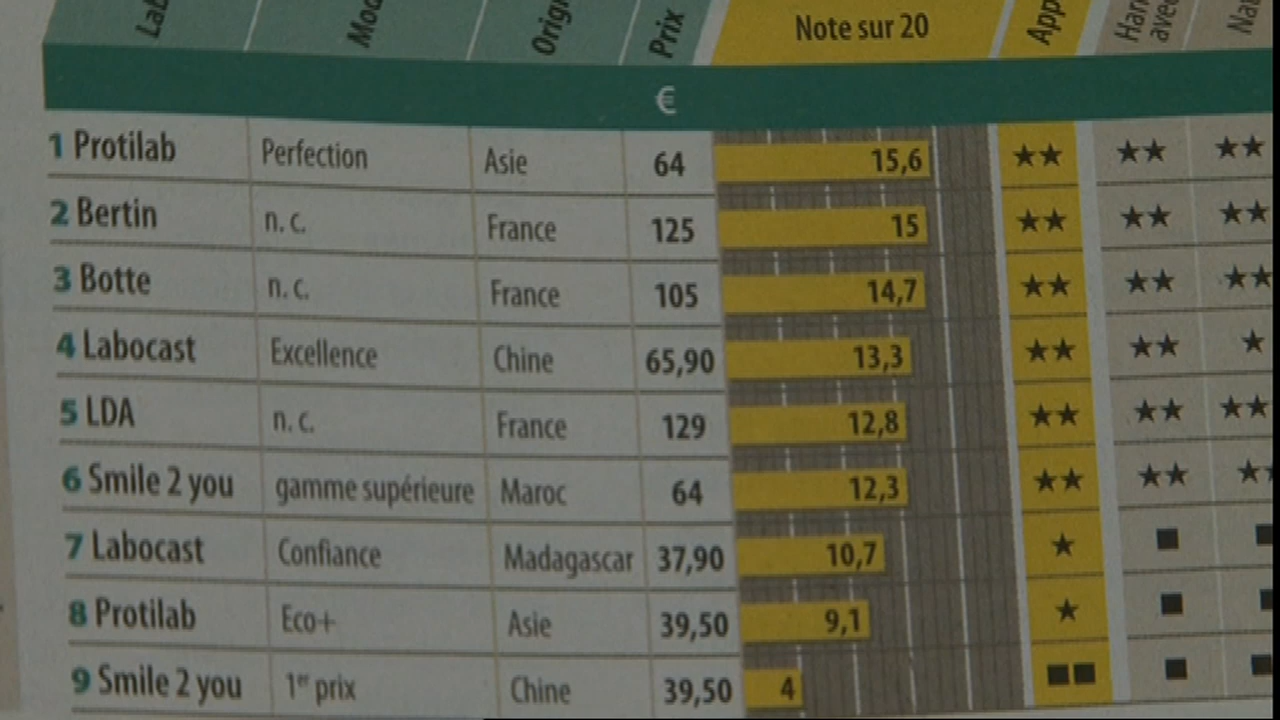 Prix Note sur 20
€
1 Protilab Perfection Asie 64 15,6 ★★ ★★ ★★
2 Bertin n. c. France 125 15 ★★ ★★ ★★
3 Botte n. c. France 105 14,7 ★★ ★★ ★★
4 Labocast Excellence Chine 65,90 13,3 ★★ ★★ ★
5 LDA n. c. France 129 12,8 ★★ ★★ ★★
6 Smile 2 you gamme supérieure Maroc 64 12,3 ★★ ★★ ★★
7 Labocast Confiance Madagascar 37,90 10,7 ★ ■ ■
8 Protilab Eco+ Asie 39,50 9,1 ★ ■ ■
9 Smile 2 you 1er prix Chine 39,50 4 ■■ ■ ■